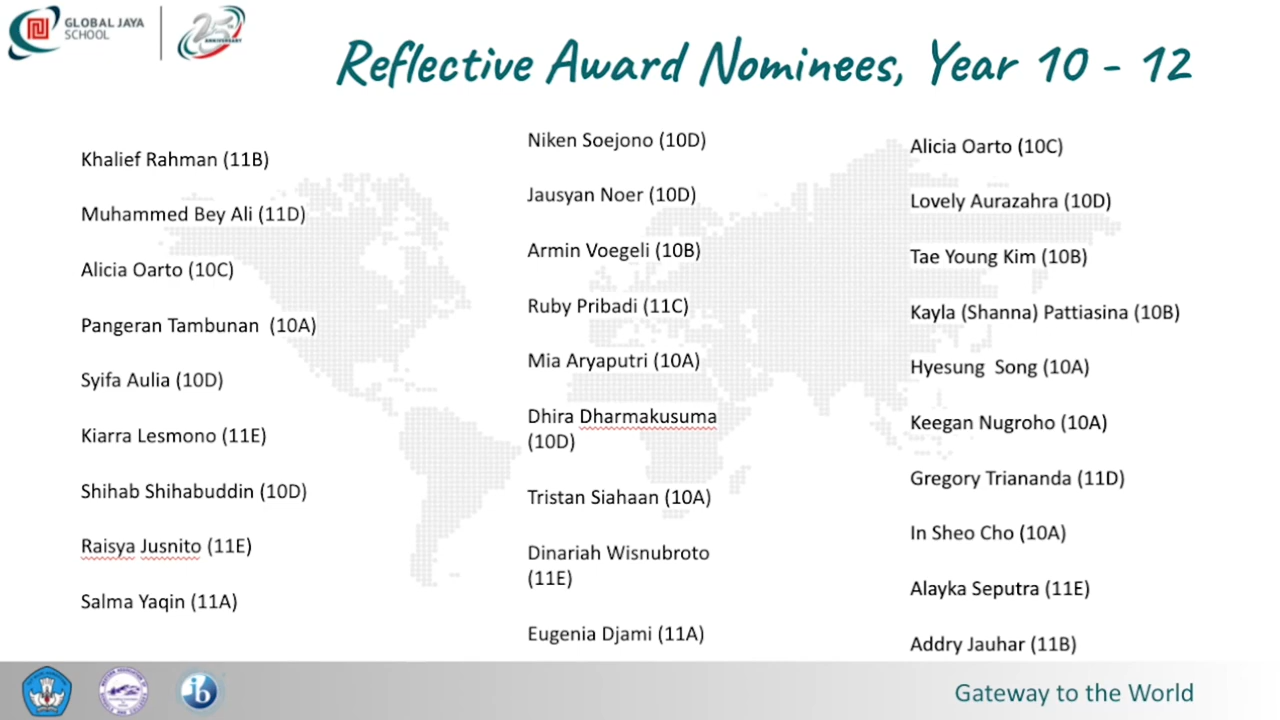 GLOBAL JAYA
SCHOOL
25
ANNIVERSARY
Reflective Award Nominees, Year 10 - 12
Khalief Rahman (11B)
Muhammed Bey Ali (11D)
Alicia Oarto (10C)
Pangeran Tambunan (10A)
Syifa Aulia (10D)
Kiarra Lesmono (11E)
Shihab Shihabuddin (10D)
Raisya Jusnito (11E)
Salma Yaqin (11A)
Niken Soejono (10D)
Jausyan Noer (10D)
Armin Voegeli (10B)
Ruby Pribadi (11C)
Mia Aryaputri (10A)
Dhira Dharmakusuma
(10D)
Tristan Siahaan (10A)
Dinariah Wisnubroto
(11E)
Eugenia Djami (11A)
Alicia Oarto (10C)
Lovely Aurazahra (10D)
Tae Young Kim (10B)
Kayla (Shanna) Pattiasina (10B)
Hyesung Song (10A)
Keegan Nugroho (10A)
Gregory Triananda (11D)
In Sheo Cho (10A)
Alayka Seputra (11E)
Addry Jauhar (11B)
ib
Gateway to the World